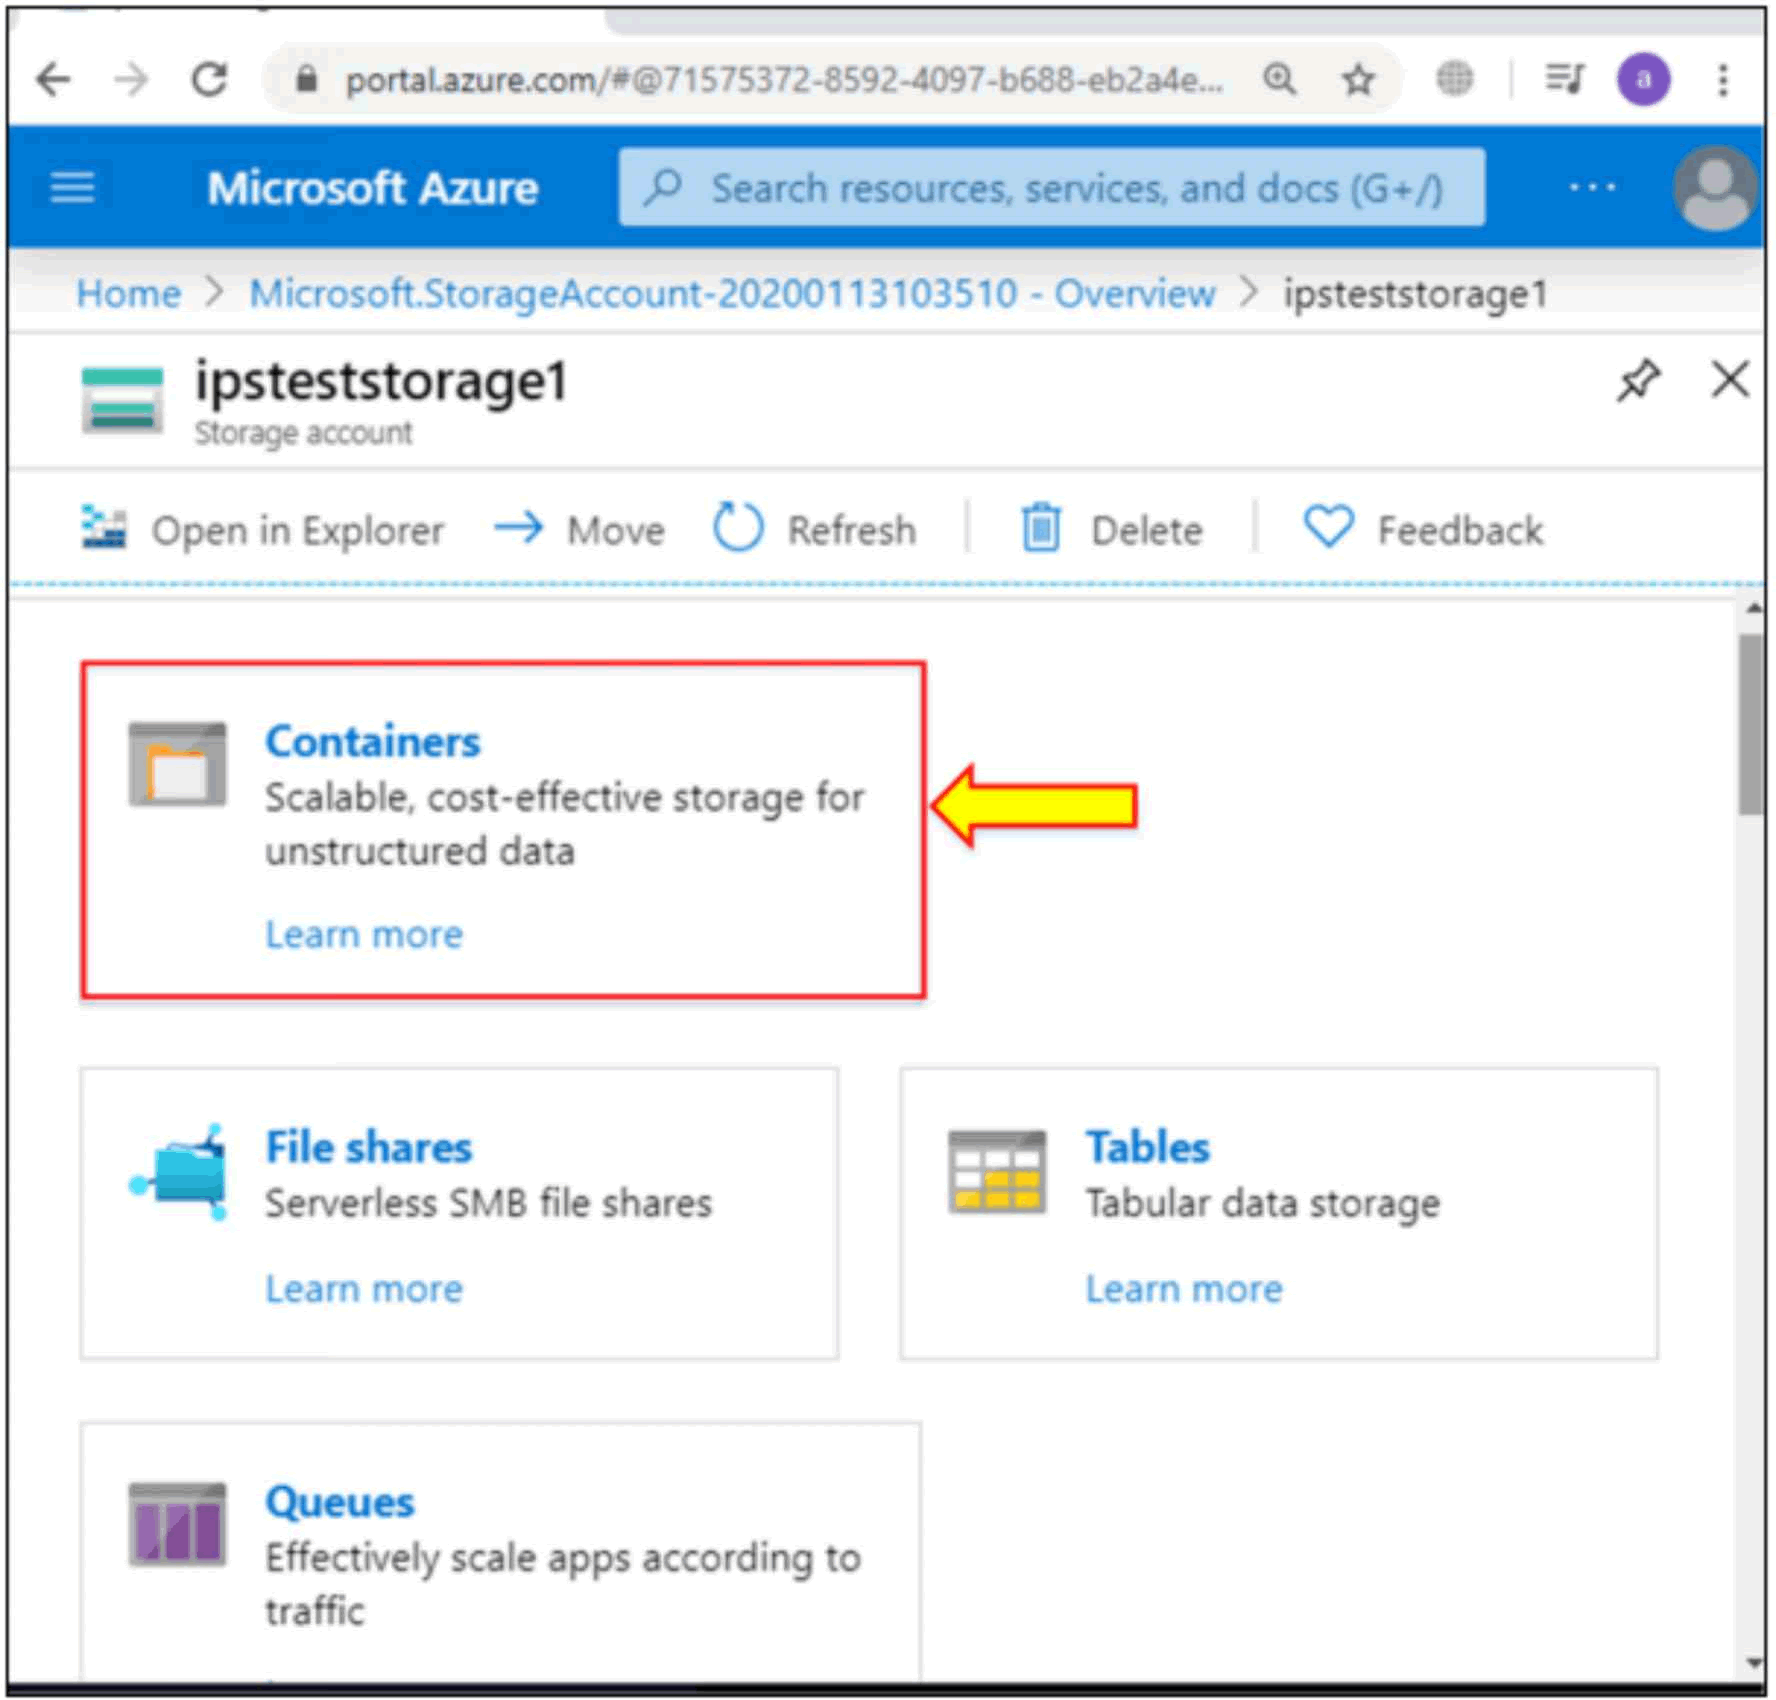 portal.azure.com/#@71575372-8592-4097-b688-eb2a4e...
a
Microsoft Azure
Search resources, services, and docs (G+/)
...
Home > Microsoft.StorageAccount-20200113103510 - Overview > ipsteststorage1
ipsteststorage1
Storage account
Open in Explorer Move Refresh Delete Feedback
Containers
Scalable, cost-effective storage for
unstructured data
Learn more
File shares
Serverless SMB file shares
Learn more
Tables
Tabular data storage
Learn more
Queues
Effectively scale apps according to
traffic